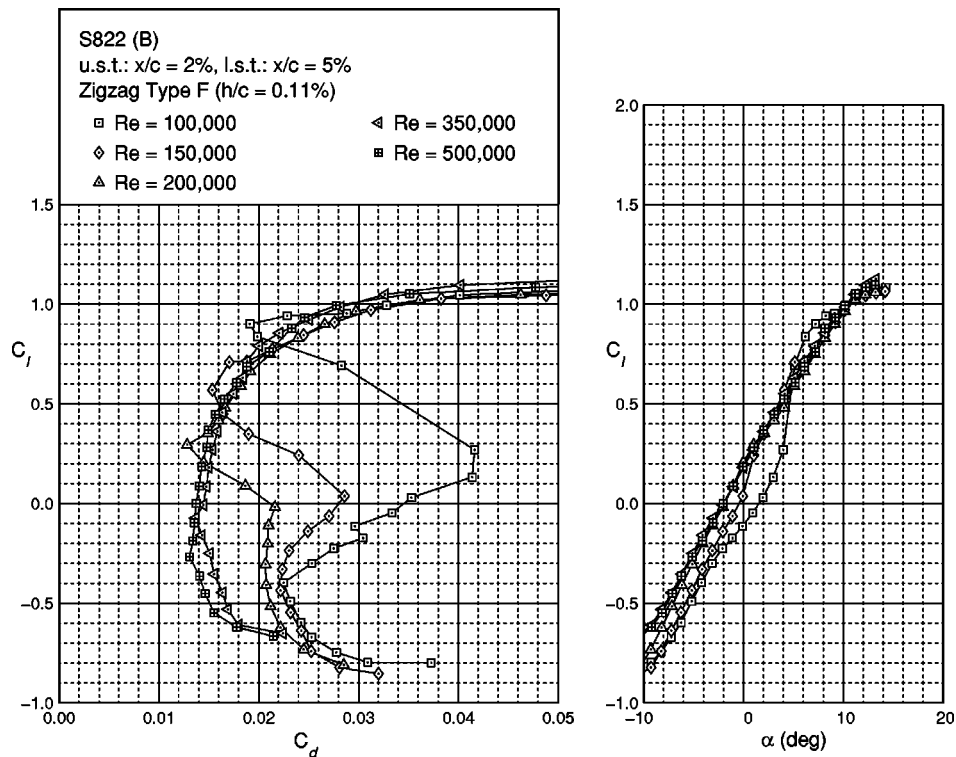 S822 (B)
u.s.t.: x/c = 2%, l.s.t.: x/c = 5%
Zigzag Type F (h/c = 0.11%)
Re = 100,000
Re = 350,000
Re = 150,000
Re = 500,000
Re = 200,000
1.5
1.0
C_l
0.5
0.0
−0.5
−1.0
0.00 0.01 0.02 0.03 0.04 0.05
C_d
2.0
1.5
1.0
C_l
0.5
0.0
−0.5
−1.0
−10 0 10 20
α (deg)